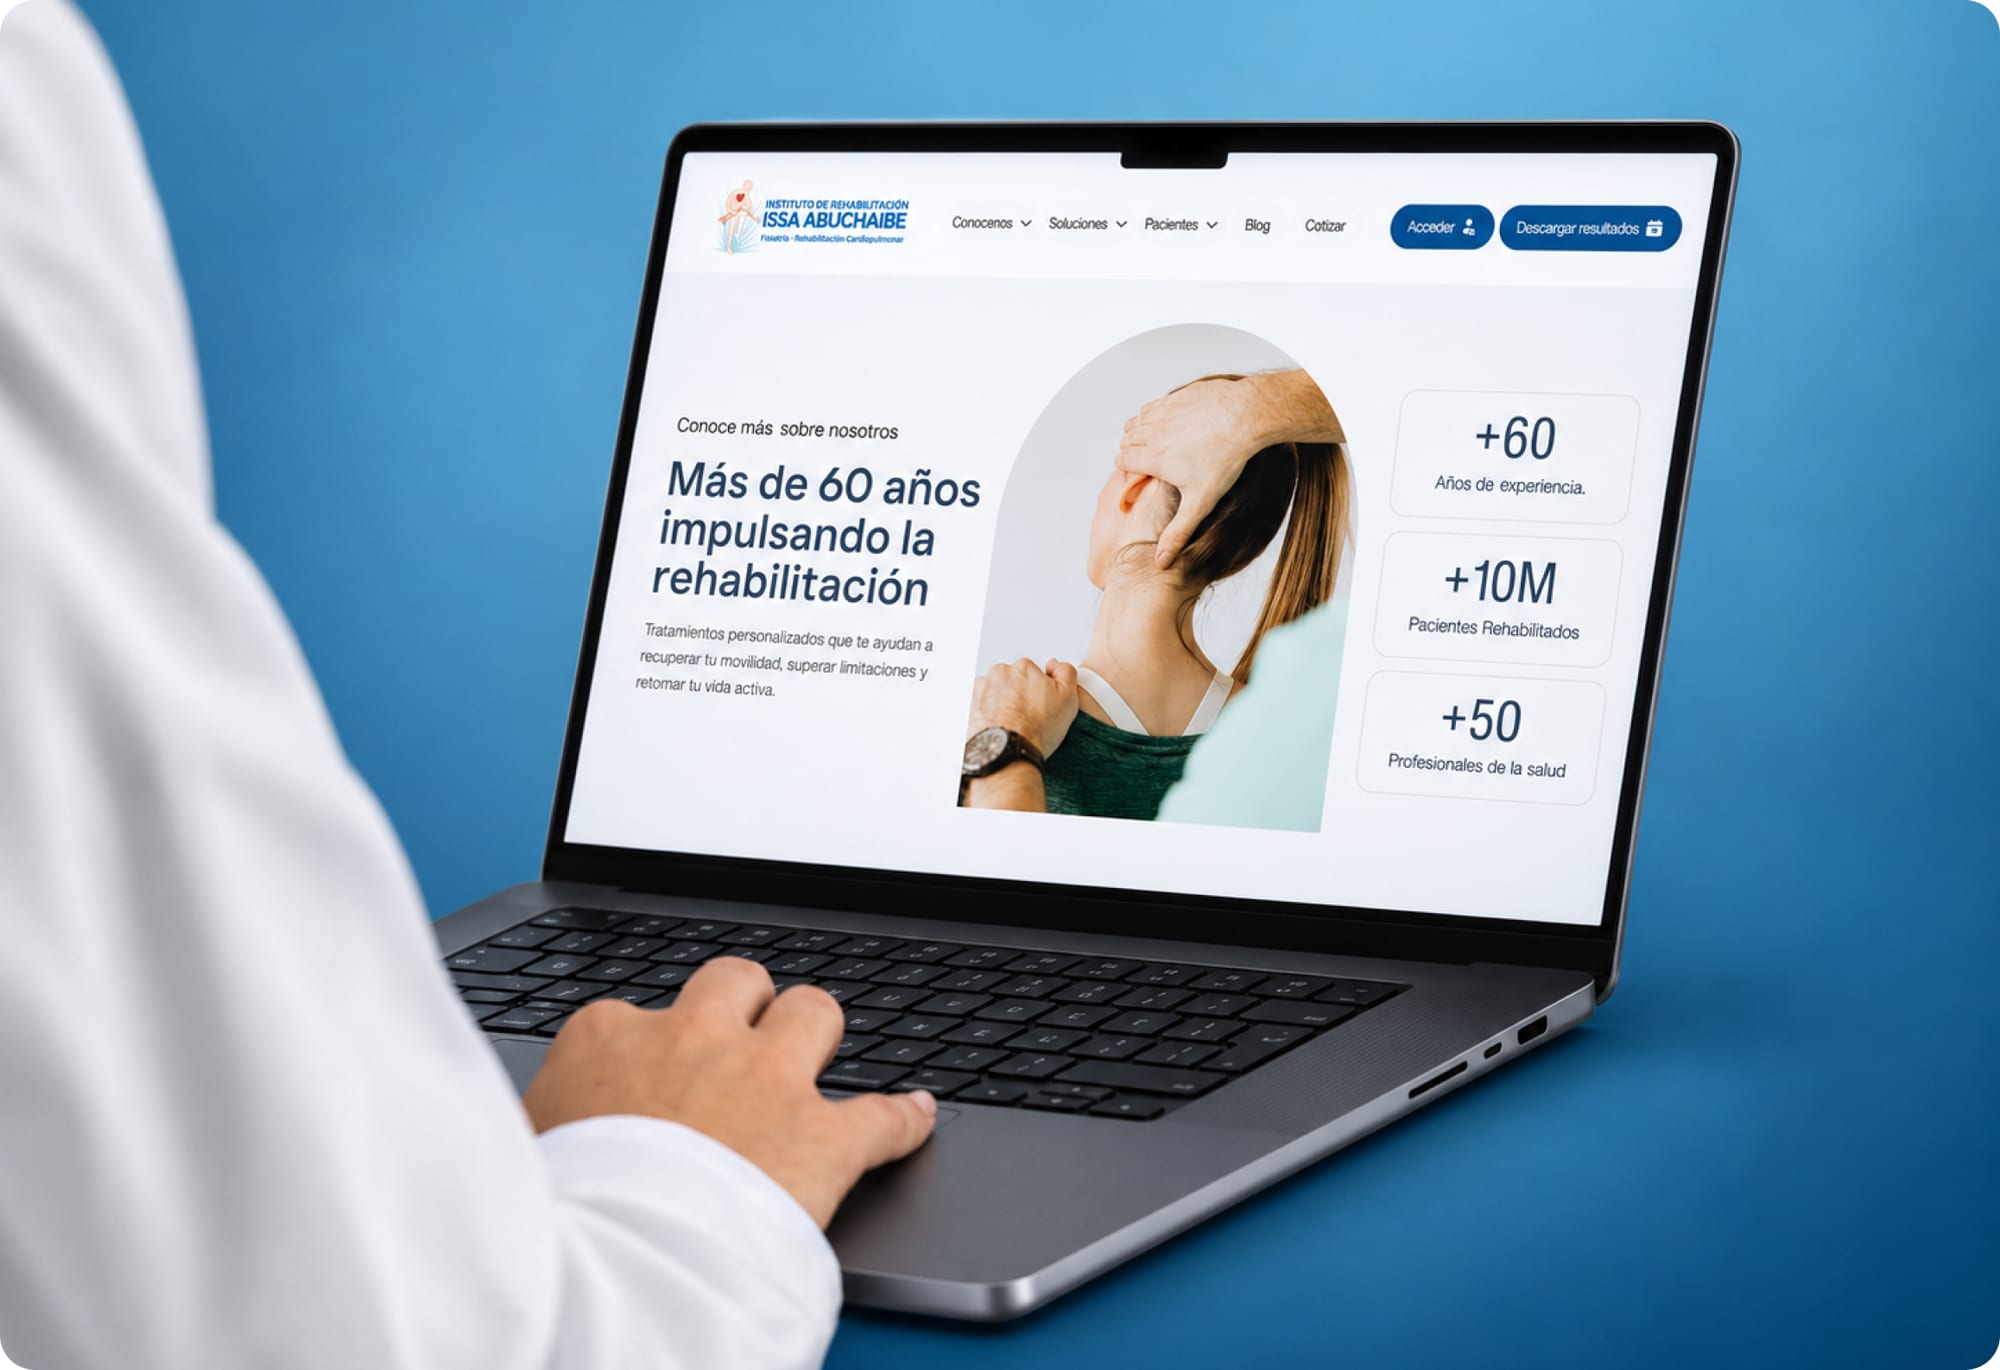 INSTITUTO DE REHABILITACIÓN
ISSA ABUCHAIBE
Fisiatría - Rehabilitación Cardiopulmonar
Conocenos
Soluciones
Pacientes
Blog
Cotizar
Acceder
Descargar resultados
Conoce más sobre nosotros
Más de 60 años
impulsando la
rehabilitación
Tratamientos personalizados que te ayudan a
recuperar tu movilidad, superar limitaciones y
retomar tu vida activa.
+60
Años de experiencia.
+10M
Pacientes Rehabilitados
+50
Profesionales de la salud